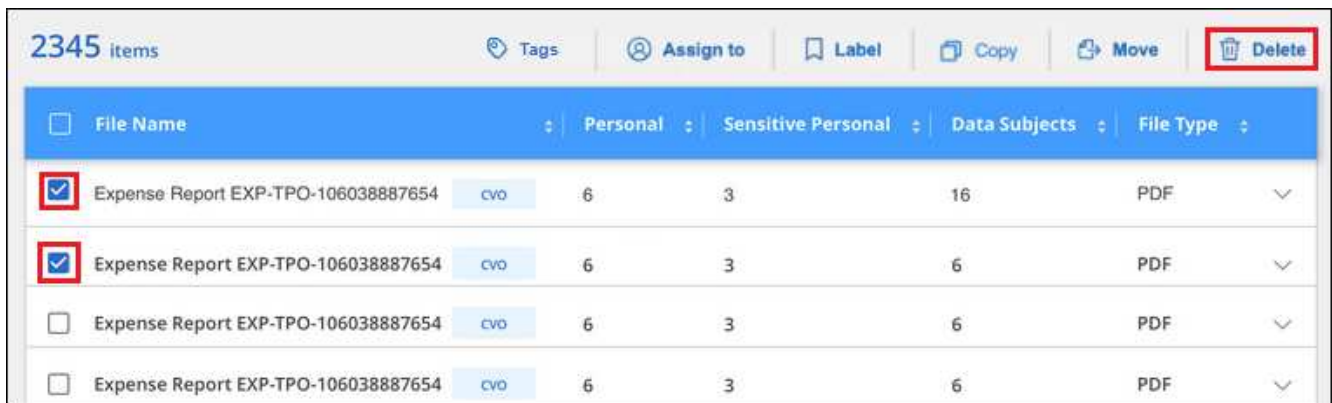 2345 items Tags Assign to Label Copy Move Delete
File Name Personal Sensitive Personal Data Subjects File Type
Expense Report EXP-TPO-106038887654 CVO 6 3 16 PDF
Expense Report EXP-TPO-106038887654 CVO 6 3 6 PDF
Expense Report EXP-TPO-106038887654 CVO 6 3 6 PDF
Expense Report EXP-TPO-106038887654 CVO 6 3 6 PDF